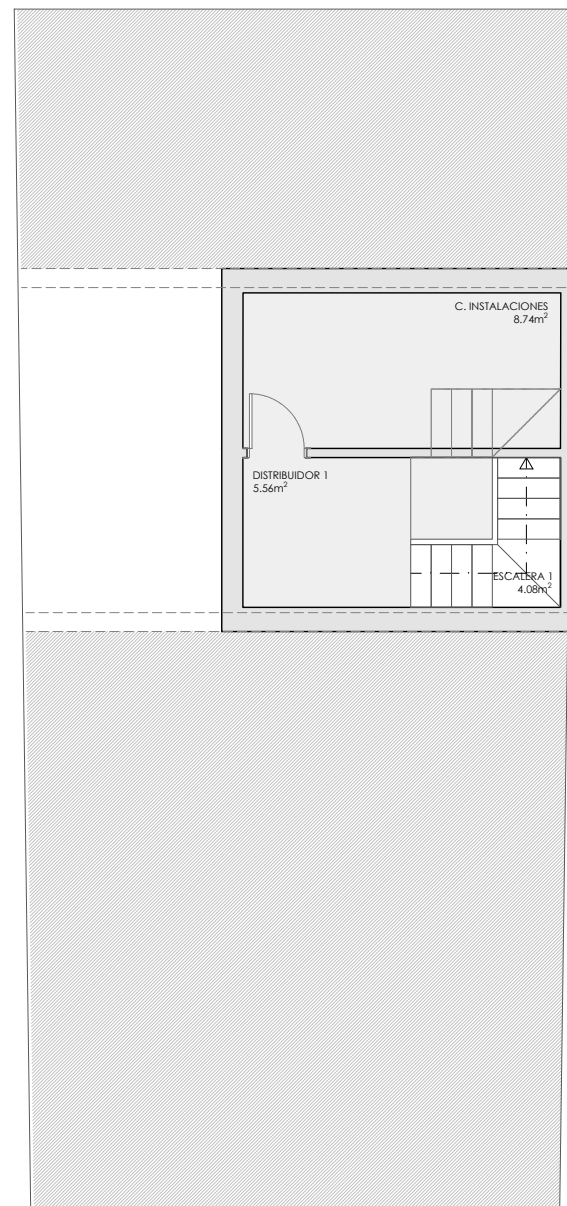 C. INSTALACIONES
8.74m²
DISTRIBUIDOR 1
5.56m²
ESCALERA 1
4.08m²